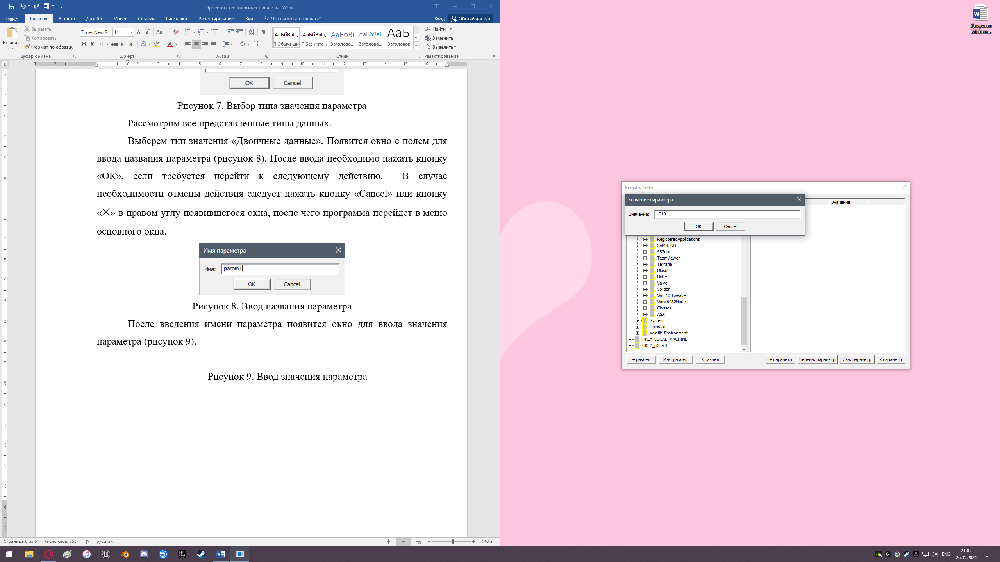 Проектно-технологическая часть - Word
Файл Главная Вставка Дизайн Макет Ссылки Рассылки Рецензирование Вид Что вы хотите сделать? Вход Общий доступ
Вставить
Вырезать
Копировать
Формат по образцу
Буфер обмена
Times New R 14
Шрифт
Абзац
АаБбВвГг, АаБбВвГг, АаБбВв АаБбВвГ АаЬ
¶ Обычный ¶ Без инте... Заголово... Заголово... Заголовок
Стили
Найти
Заменить
Выделить
Редактирование
OK Cancel
Рисунок 7. Выбор типа значения параметра
Рассмотрим все представленные типы данных.
Выберем тип значения «Двоичные данные». Появится окно с полем для
ввода названия параметра (рисунок 8). После ввода необходимо нажать кнопку
«ОК», если требуется перейти к следующему действию. В случае
необходимости отмены действия следует нажать кнопку «Cancel» или кнопку
«✕» в правом углу появившегося окна, после чего программа перейдет в меню
основного окна.
Имя параметра
Имя: param1
OK Cancel
Рисунок 8. Ввод названия параметра
После введения имени параметра появится окно для ввода значения
параметра (рисунок 9).
Рисунок 9. Ввод значения параметра
Страница 6 из 6 Число слов: 553 русский 140%
Документ
Microso...
Registry editor
Значение параметра
Значение
Значение: 1010
OK Cancel
RegisteredApplications
SAMSUNG
SSPrint
TeamViewer
Terraria
Ubisoft
Unity
Valve
Volition
Win 10 Tweaker
Wow6432Node
Classes
ASX
System
Uninstall
Volatile Environment
HKEY_LOCAL_MACHINE
HKEY_USERS
+ раздел Изм. раздел X раздел + параметр Переим. параметр Изм. параметр X параметр
ENG
21:05
26.05.2021